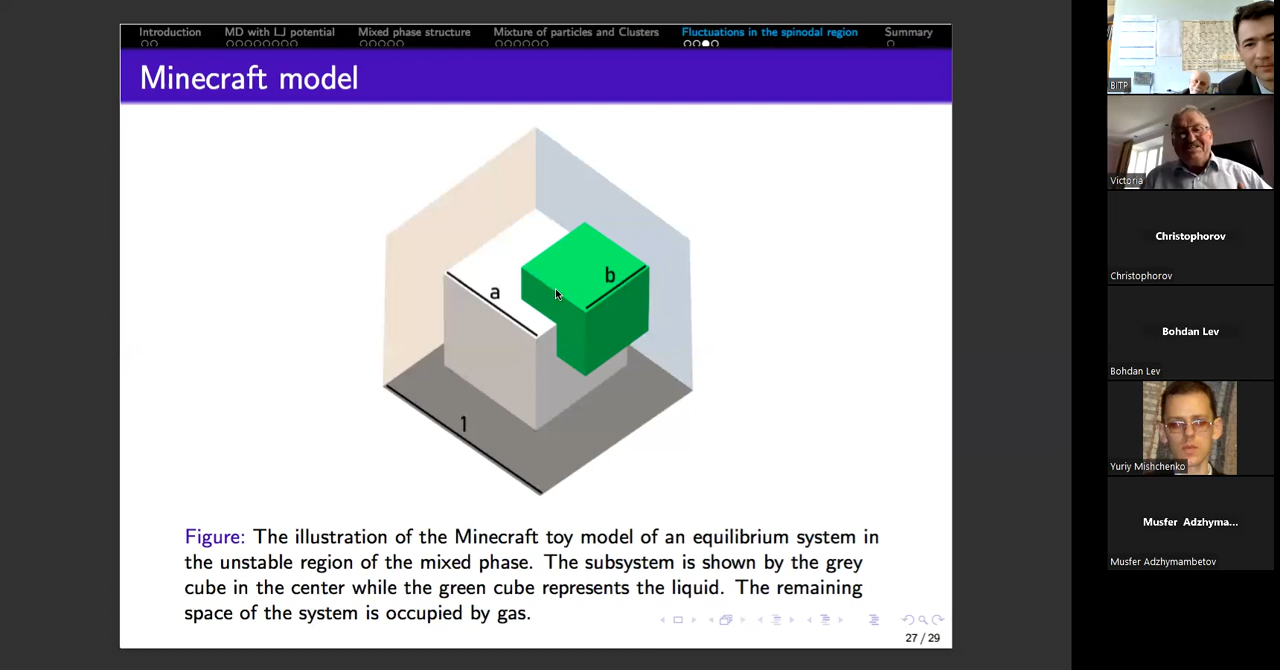 Introduction MD with LJ potential Mixed phase structure Mixture of particles and Clusters Fluctuations in the spinodal region Summary
Minecraft model
a
b
1
Figure: The illustration of the Minecraft toy model of an equilibrium system in
the unstable region of the mixed phase. The subsystem is shown by the grey
cube in the center while the green cube represents the liquid. The remaining
space of the system is occupied by gas.
27 / 29
BITP
Victoria
Christophorov
Christophorov
Bohdan Lev
Bohdan Lev
Yuriy Mishchenko
Musfer Adzhyma...
Musfer Adzhymambetov